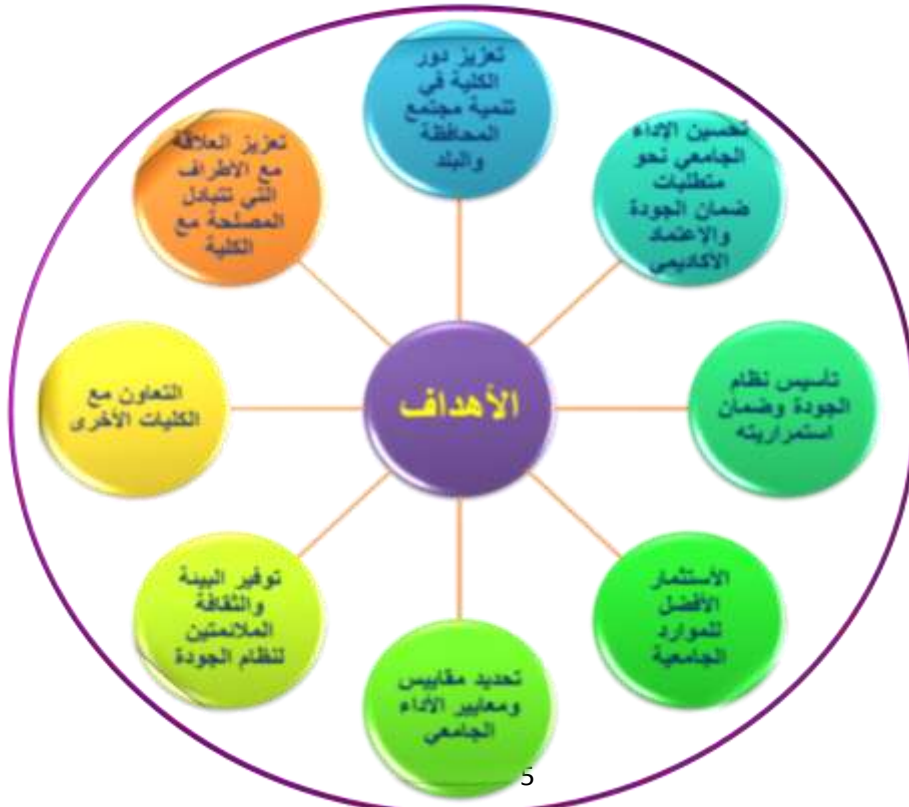 تعزيز دور
الكلية في
تنمية مجتمع
المحافظة
والبلد
تحسين الاداء
الجامعي نحو
متطلبات
ضمان الجودة
والاعتماد
الأكاديمي
تأسيس نظام
الجودة وضمان
استمراريته
الأستثمار
الأفضل
للموارد
الجامعية
تحديد مقاييس
ومعايير الأداء
الجامعي
توفير البيئة
والثقافة
الملائمتين
لنظام الجودة
التعاون مع
الكليات الأخرى
تعزيز العلاقة
مع الاطراف
التي تتبادل
المصلحة مع
الكلية
الأهداف
5